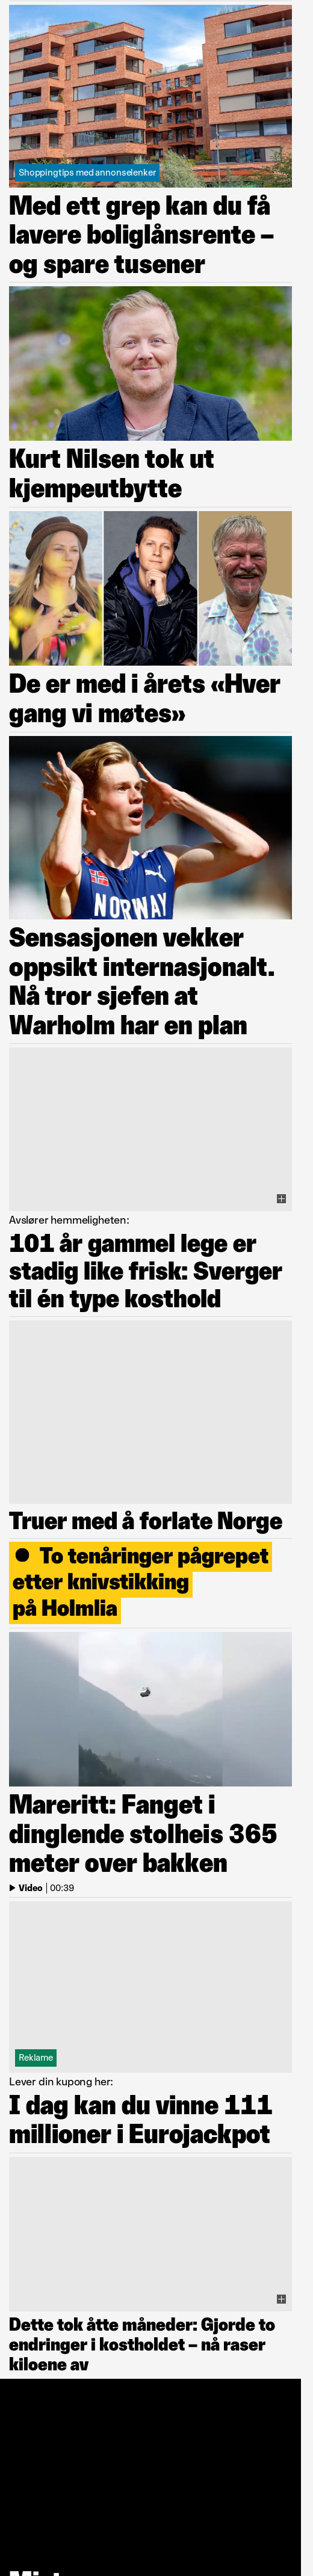 Shoppingtips med annonselenker
Med ett grep kan du få
lavere boliglånsrente –
og spare tusener
Kurt Nilsen tok ut
kjempeutbytte
De er med i årets «Hver
gang vi møtes»
NORWAY
Sensasjonen vekker
oppsikt internasjonalt.
Nå tror sjefen at
Warholm har en plan
Avslører hemmeligheten:
101 år gammel lege er
stadig like frisk: Sverger
til én type kosthold
Truer med å forlate Norge
To tenåringer pågrepet
etter knivstikking
på Holmlia
Mareritt: Fanget i
dinglende stolheis 365
meter over bakken
Video | 00:39
Reklame
Lever din kupong her:
I dag kan du vinne 111
millioner i Eurojackpot
Dette tok åtte måneder: Gjorde to
endringer i kostholdet – nå raser
kiloene av